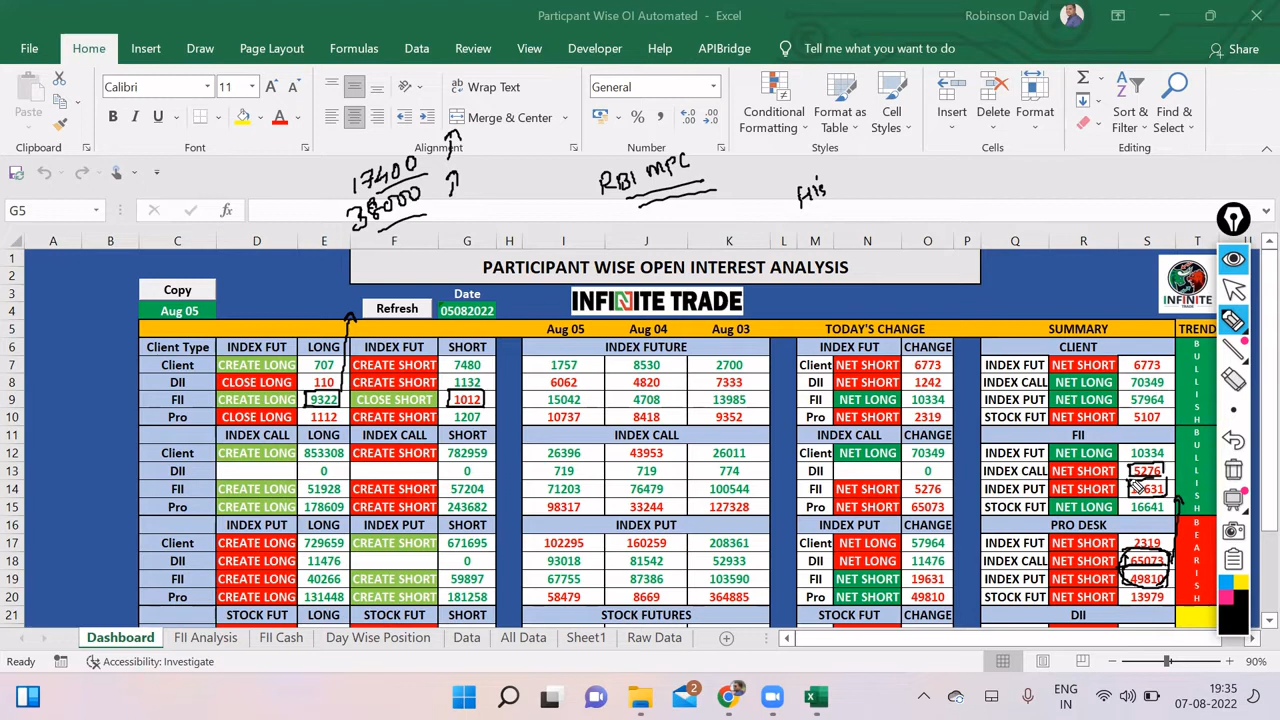 Particpant Wise OI Automated - Excel
Robinson David
File Home Insert Draw Page Layout Formulas Data Review View Developer Help APIBridge Tell me what you want to do Share
Paste
Calibri 11
B I U
Wrap Text
Merge & Center
General
Conditional Formatting
Format as Table
Cell Styles
Insert Delete Format
Sort & Filter
Find & Select
Clipboard Font Alignment Number Styles Cells Editing
17400
38000
RBI MPC
G5
fx
A B C D E F G H I J K L M N O P Q R S T U
PARTICIPANT WISE OPEN INTEREST ANALYSIS
Copy
Aug 05
Refresh
Date
05082022
INFINITE TRADE
INFINITE
TRADE
Aug 05 Aug 04 Aug 03 TODAY'S CHANGE SUMMARY TREND
Client Type INDEX FUT LONG INDEX FUT SHORT INDEX FUTURE INDEX FUT CHANGE CLIENT
Client CREATE LONG 707 CREATE SHORT 7480 1757 8530 2700 Client NET SHORT 6773 INDEX FUT NET SHORT 6773
DII CLOSE LONG 110 CREATE SHORT 1132 6062 4820 7333 DII NET SHORT 1242 INDEX CALL NET LONG 70349
FII CREATE LONG 9322 CLOSE SHORT 1012 15042 4708 13985 FII NET LONG 10334 INDEX PUT NET LONG 57964
Pro CLOSE LONG 1112 CREATE SHORT 1207 10737 8418 9352 Pro NET SHORT 2319 STOCK FUT NET SHORT 5107
INDEX CALL LONG INDEX CALL SHORT INDEX CALL INDEX CALL CHANGE FII
Client CREATE LONG 853308 CREATE SHORT 782959 26396 43953 26011 Client NET LONG 70349 INDEX FUT NET LONG 10334
DII 0 0 719 719 774 DII 0 INDEX CALL NET SHORT 5276
FII CREATE LONG 51928 CREATE SHORT 57204 71203 76479 100544 FII NET SHORT 5276 INDEX PUT NET SHORT
Pro CREATE LONG 178609 CREATE SHORT 243682 98317 33244 127328 Pro NET SHORT 65073 STOCK FUT NET LONG 16641
INDEX PUT LONG INDEX PUT SHORT INDEX PUT INDEX PUT CHANGE PRO DESK
Client CREATE LONG 729659 CREATE SHORT 671695 102295 160259 208361 Client NET LONG 57964 INDEX FUT NET SHORT 2319
DII CREATE LONG 11476 0 93018 81542 52933 DII NET LONG 11476 INDEX CALL NET SHORT 65073
FII CREATE LONG 40266 CREATE SHORT 59897 67755 87386 103590 FII NET SHORT 19631 INDEX PUT NET SHORT 49810
Pro CREATE LONG 131448 CREATE SHORT 181258 58479 8669 364885 Pro NET SHORT 49810 STOCK FUT NET SHORT 13979
STOCK FUT LONG STOCK FUT SHORT STOCK FUTURES STOCK FUT CHANGE DII
BULLISH
BULLISH
BEARISH
Dashboard FII Analysis FII Cash Day Wise Position Data All Data Sheet1 Raw Data
Ready Accessibility: Investigate 90%
2
ENG
IN
19:35
07-08-2022